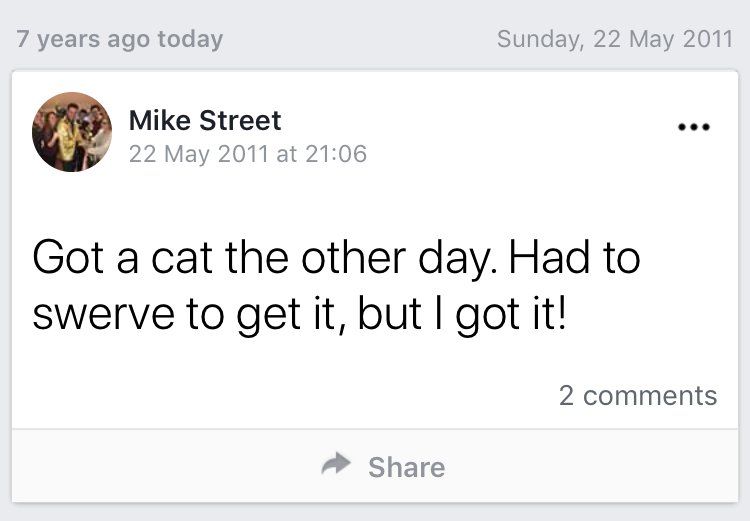 7 years ago today
Sunday, 22 May 2011
Mike Street
22 May 2011 at 21:06
Got a cat the other day. Had to
swerve to get it, but I got it!
2 comments
Share